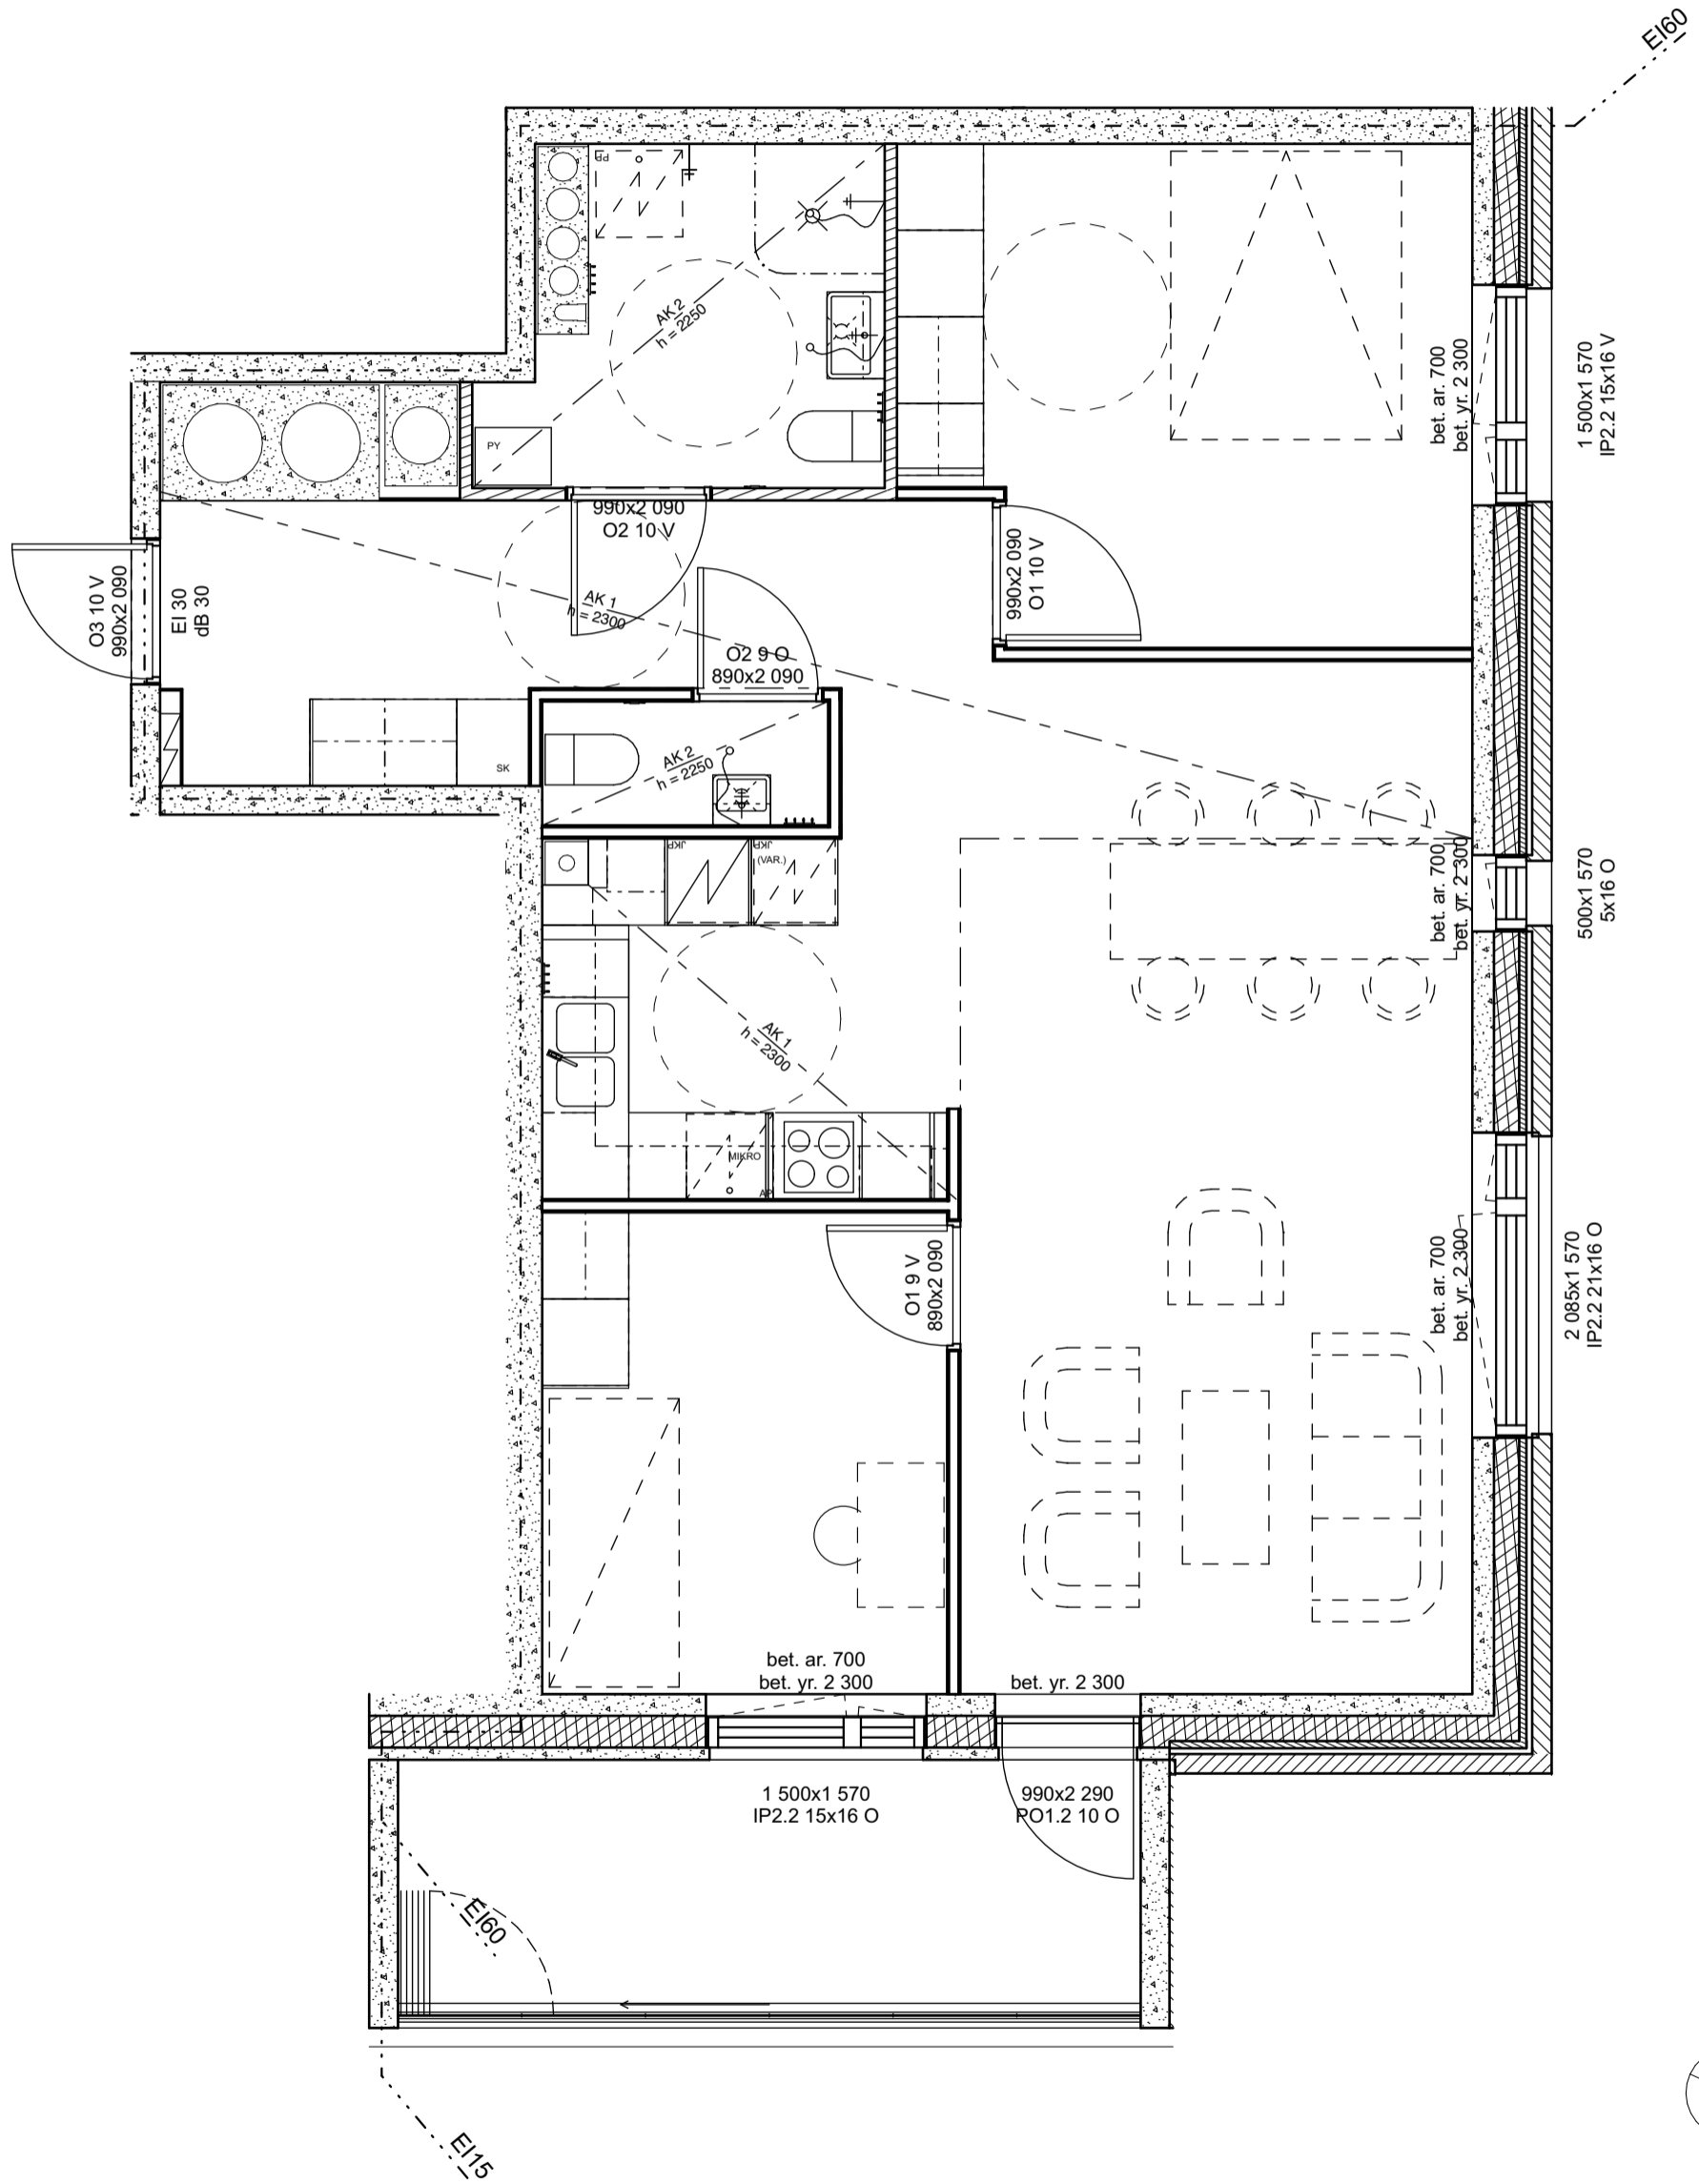 EI60
PP
AK 2
h = 2250
PY
bet. ar. 700
bet. yr. 2 300
1 500x1 570
IP2.2 15x16 V
990x2 090
O2 10 V
990x2 090
O1 10 V
O3 10 V
990x2 090
EI 30
dB 30
AK 1
h = 2300
O2 9 O
890x2 090
SK
AK 2
h = 2250
JKP
JKP
(VAR.)
bet. ar. 700
bet. yr. 2 300
500x1 570
5x16 O
AK 1
h = 2300
MIKRO
AP
O1 9 V
890x2 090
bet. ar. 700
bet. yr. 2 300
2 085x1 570
IP2.2 21x16 O
bet. ar. 700
bet. yr. 2 300
bet. yr. 2 300
1 500x1 570
IP2.2 15x16 O
990x2 290
PO1.2 10 O
EI60
EI15